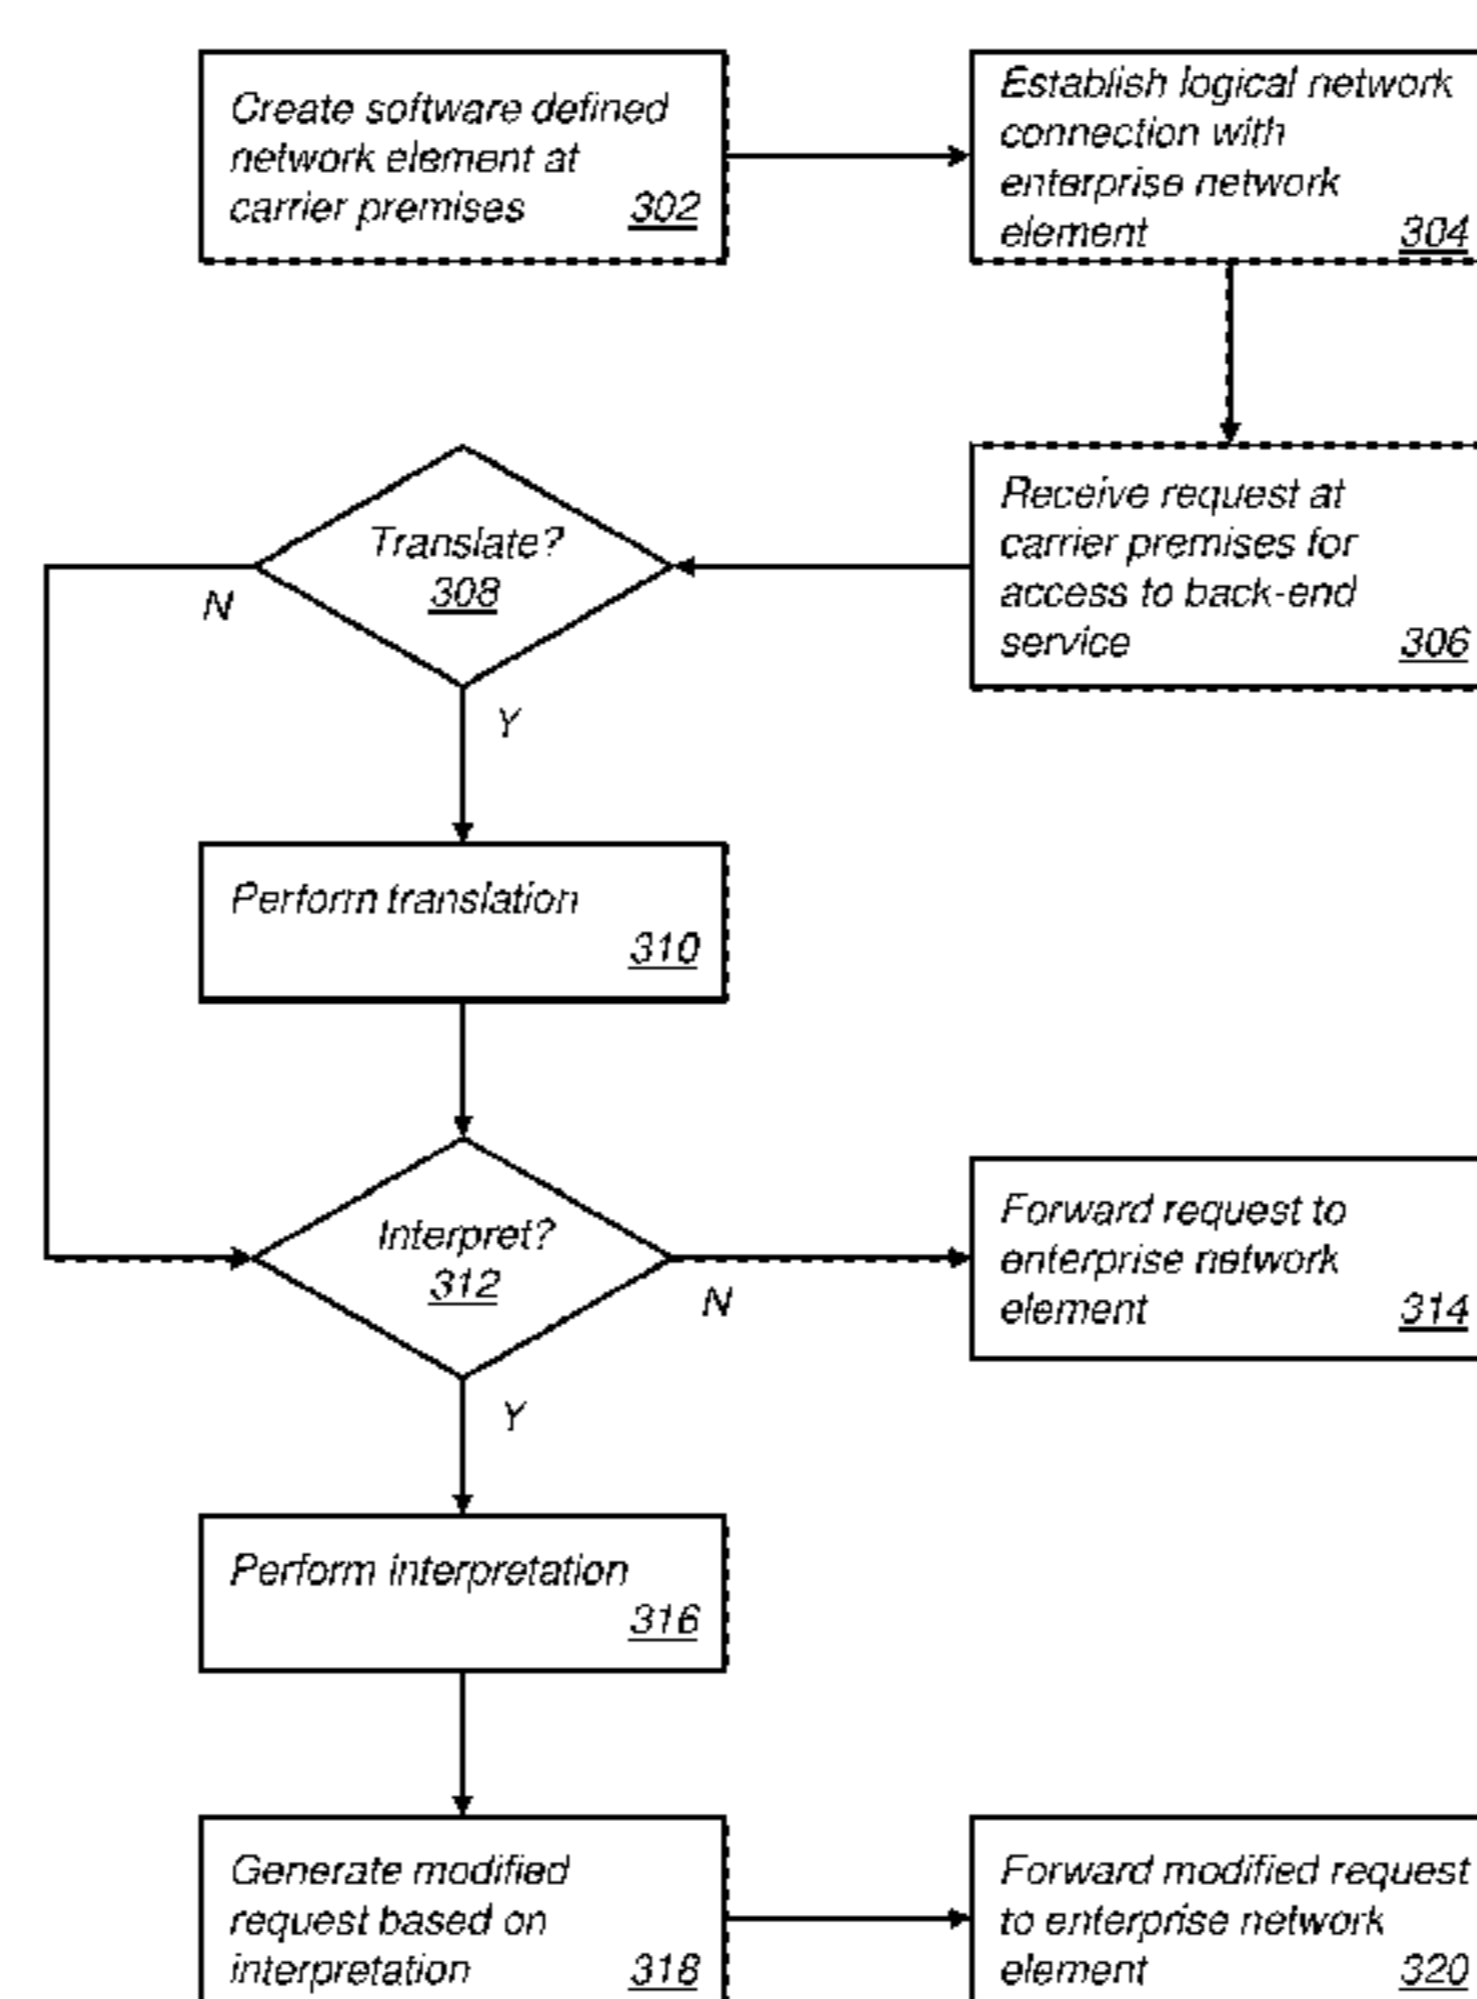 Create software defined
network element at
carrier premises 302
Establish logical network
connection with
enterprise network
element 304
Receive request at
carrier premises for
access to back-end
service 306
Translate?
308
N
Y
Perform translation
310
Interpret?
312
N
Y
Forward request to
enterprise network
element 314
Perform interpretation
316
Generate modified
request based on
interpretation 318
Forward modified request
to enterprise network
element 320